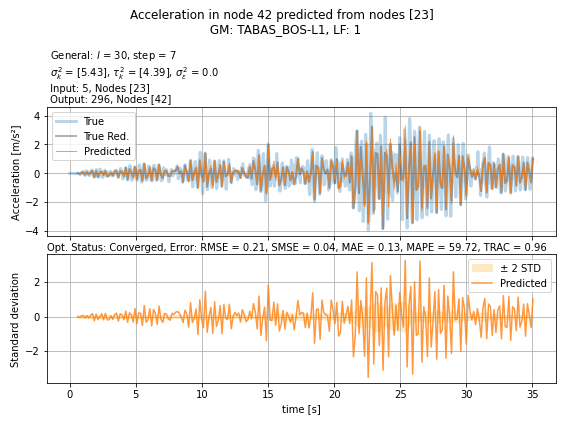 Acceleration in node 42 predicted from nodes [23]
GM: TABAS_BOS-L1, LF: 1
General: l = 30, step = 7
σ²ₖ = [5.43], τ²ₖ = [4.39], σ²ε = 0.0
Input: 5, Nodes [23]
Output: 296, Nodes [42]
True
True Red.
Predicted
Acceleration [m/s²]
4
2
0
−2
−4
Opt. Status: Converged, Error: RMSE = 0.21, SMSE = 0.04, MAE = 0.13, MAPE = 59.72, TRAC = 0.96
± 2 STD
Predicted
Standard deviation
2
0
−2
0 5 10 15 20 25 30 35
time [s]